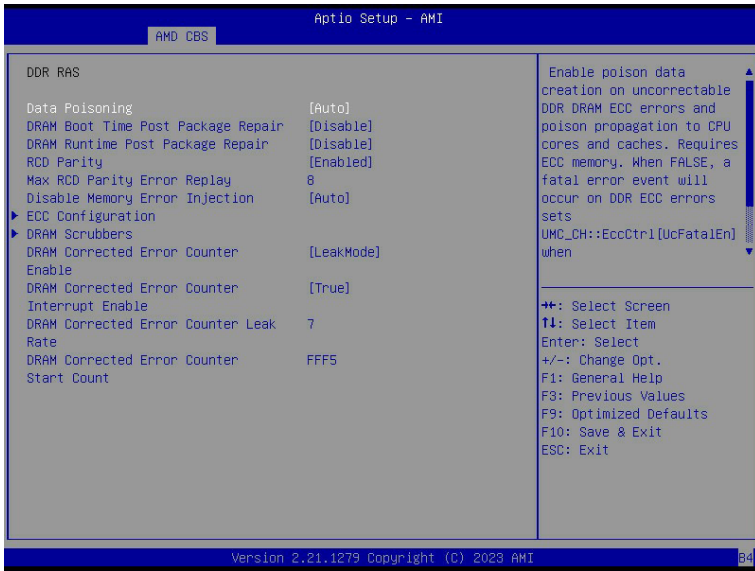 Aptio Setup – AMI
AMD CBS
DDR RAS
Data Poisoning [Auto]
DRAM Boot Time Post Package Repair [Disable]
DRAM Runtime Post Package Repair [Disable]
RCD Parity [Enabled]
Max RCD Parity Error Replay 8
Disable Memory Error Injection [Auto]
ECC Configuration
DRAM Scrubbers
DRAM Corrected Error Counter [LeakMode]
Enable
DRAM Corrected Error Counter [True]
Interrupt Enable
DRAM Corrected Error Counter Leak 7
Rate
DRAM Corrected Error Counter FFF5
Start Count
Enable poison data
creation on uncorrectable
DDR DRAM ECC errors and
poison propagation to CPU
cores and caches. Requires
ECC memory. When FALSE, a
fatal error event will
occur on DDR ECC errors
sets
UMC_CH::EccCtrl[UcFatalEn]
when
→←: Select Screen
↑↓: Select Item
Enter: Select
+/-: Change Opt.
F1: General Help
F3: Previous Values
F9: Optimized Defaults
F10: Save & Exit
ESC: Exit
Version 2.21.1279 Copyright (C) 2023 AMI
B4